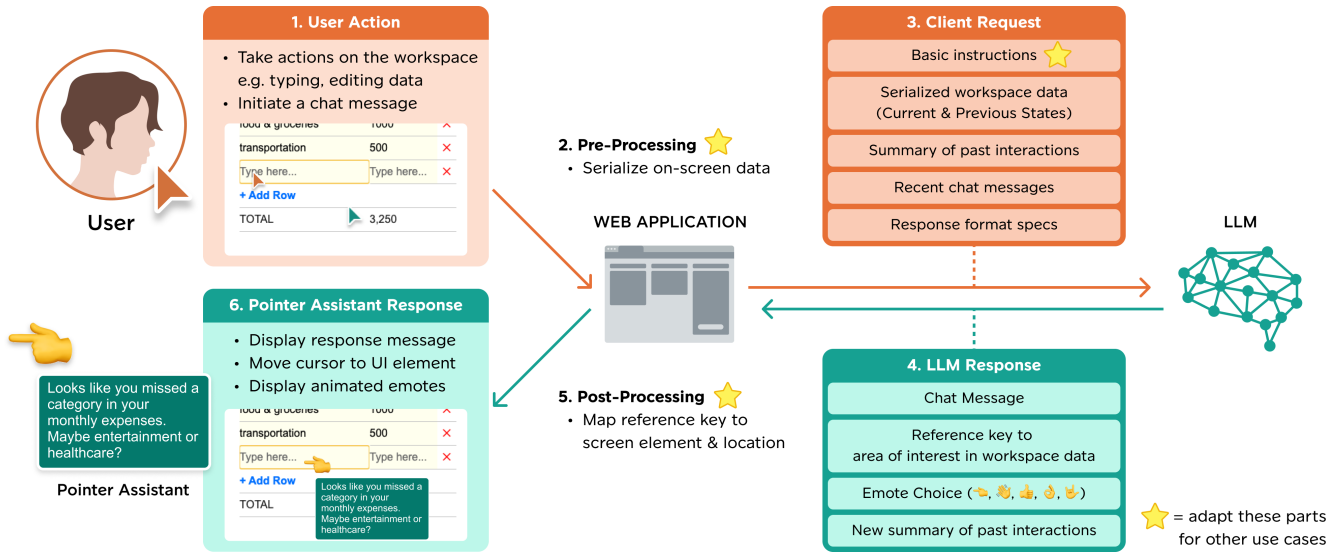 1. User Action
• Take actions on the workspace
e.g. typing, editing data
• Initiate a chat message
food & groceries 1000 ×
transportation 500 ×
Type here... Type here... ×
+ Add Row
TOTAL 3,250
User
2. Pre-Processing
• Serialize on-screen data
WEB APPLICATION
3. Client Request
Basic instructions
Serialized workspace data
(Current & Previous States)
Summary of past interactions
Recent chat messages
Response format specs
LLM
4. LLM Response
Chat Message
Reference key to
area of interest in workspace data
Emote Choice (👈, 👋, 👍, 👌, 🤟)
New summary of past interactions
5. Post-Processing
• Map reference key to
screen element & location
6. Pointer Assistant Response
• Display response message
• Move cursor to UI element
• Display animated emotes
food & groceries 1000 ×
transportation 500 ×
Type here... Type here... ×
+ Add Row
TOTAL
Looks like you missed a
category in your
monthly expenses.
Maybe entertainment or
healthcare?
Looks like you missed a
category in your
monthly expenses.
Maybe entertainment or
healthcare?
Pointer Assistant
= adapt these parts
for other use cases